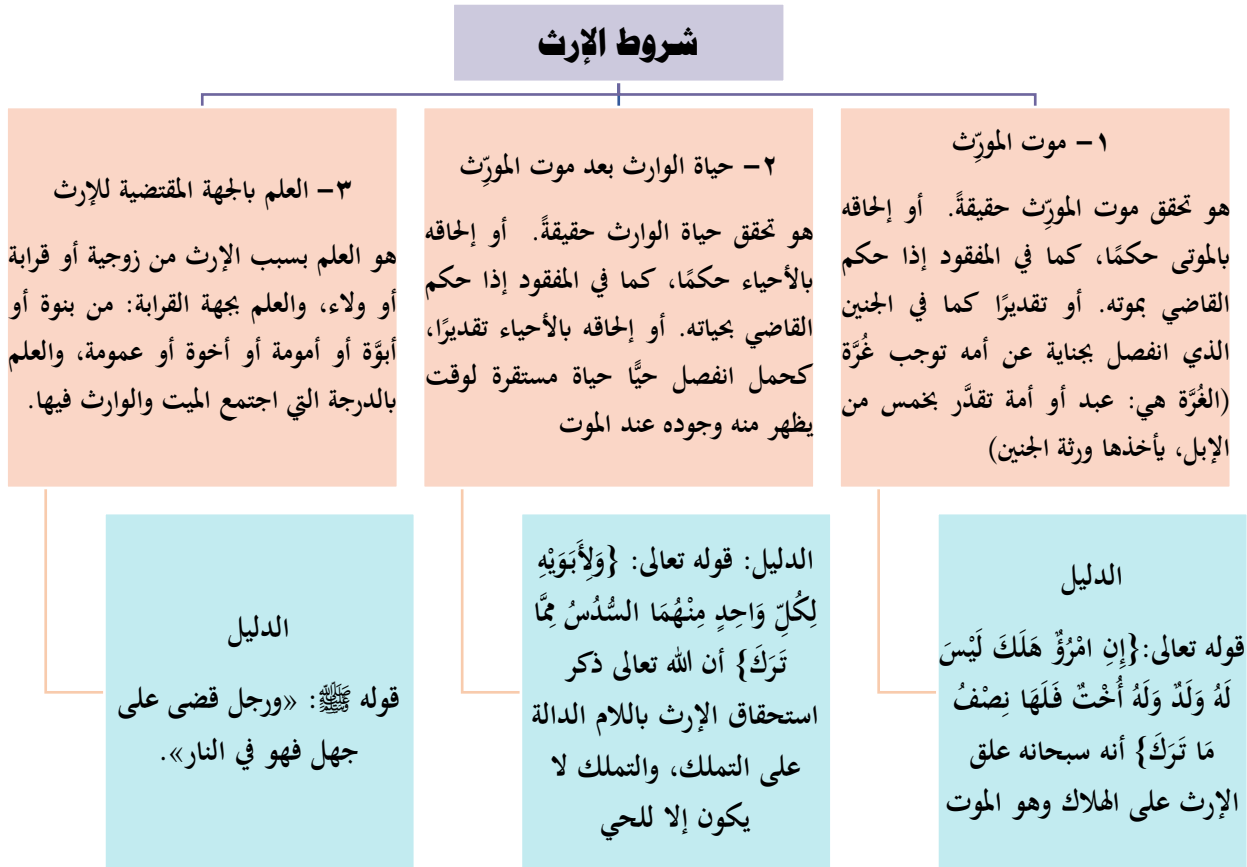 شروط الإرث
١- موت المورِّث
هو تحقق موت المورِّث حقيقةً. أو إلحاقه
بالموتى حكمًا، كما في المفقود إذا حكم
القاضي بموته. أو تقديرًا كما في الجنين
الذي انفصل بجناية عن أمه توجب غُرَّة
(الغُرَّة هي: عبد أو أمة تقدَّر بخمس من
الإبل، يأخذها ورثة الجنين)
الدليل
قوله تعالى:{إِنِ امْرُؤٌ هَلَكَ لَيْسَ
لَهُ وَلَدٌ وَلَهُ أُخْتٌ فَلَهَا نِصْفُ
مَا تَرَكَ} أنه سبحانه علق
الإرث على الهلاك وهو الموت
٢- حياة الوارث بعد موت المورِّث
هو تحقق حياة الوارث حقيقةً. أو إلحاقه
بالأحياء حكمًا، كما في المفقود إذا حكم
القاضي بحياته. أو إلحاقه بالأحياء تقديرًا،
كحمل انفصل حيًّا حياة مستقرة لوقت
يظهر منه وجوده عند الموت
الدليل: قوله تعالى: {وَلِأَبَوَيْهِ
لِكُلِّ وَاحِدٍ مِنْهُمَا السُّدُسُ مِمَّا
تَرَكَ} أن الله تعالى ذكر
استحقاق الإرث باللام الدالة
على التملك، والتملك لا
يكون إلا للحي
٣- العلم بالجهة المقتضية للإرث
هو العلم بسبب الإرث من زوجية أو قرابة
أو ولاء، والعلم بجهة القرابة: من بنوة أو
أبوَّة أو أمومة أو أخوة أو عمومة، والعلم
بالدرجة التي اجتمع الميت والوارث فيها.
الدليل
قوله ﷺ: «ورجل قضى على
جهل فهو في النار».